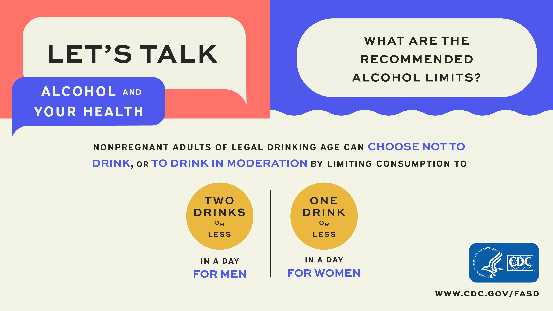 LET'S TALK
ALCOHOL AND
YOUR HEALTH
WHAT ARE THE
RECOMMENDED
ALCOHOL LIMITS?
NONPREGNANT ADULTS OF LEGAL DRINKING AGE CAN CHOOSE NOT TO
DRINK, OR TO DRINK IN MODERATION BY LIMITING CONSUMPTION TO
TWO
DRINKS
OR
LESS
IN A DAY
FOR MEN
ONE
DRINK
OR
LESS
IN A DAY
FOR WOMEN
CDC
WWW.CDC.GOV/FASD